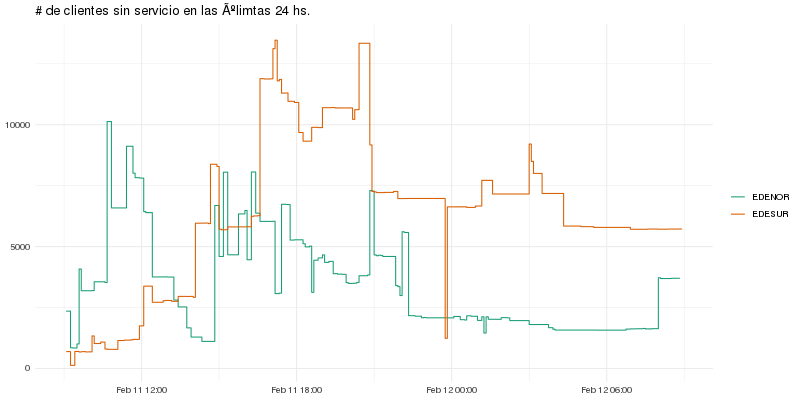 # de clientes sin servicio en las Ãºlimtas 24 hs.
10000
5000
0
Feb 11 12:00
Feb 11 18:00
Feb 12 00:00
Feb 12 06:00
EDENOR
EDESUR